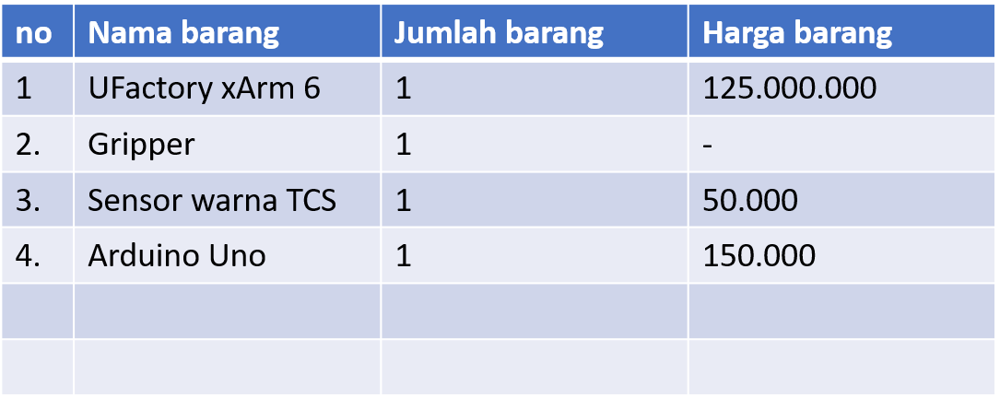 no Nama barang Jumlah barang Harga barang
1 UFactory xArm 6 1 125.000.000
2. Gripper 1 -
3. Sensor warna TCS 1 50.000
4. Arduino Uno 1 150.000